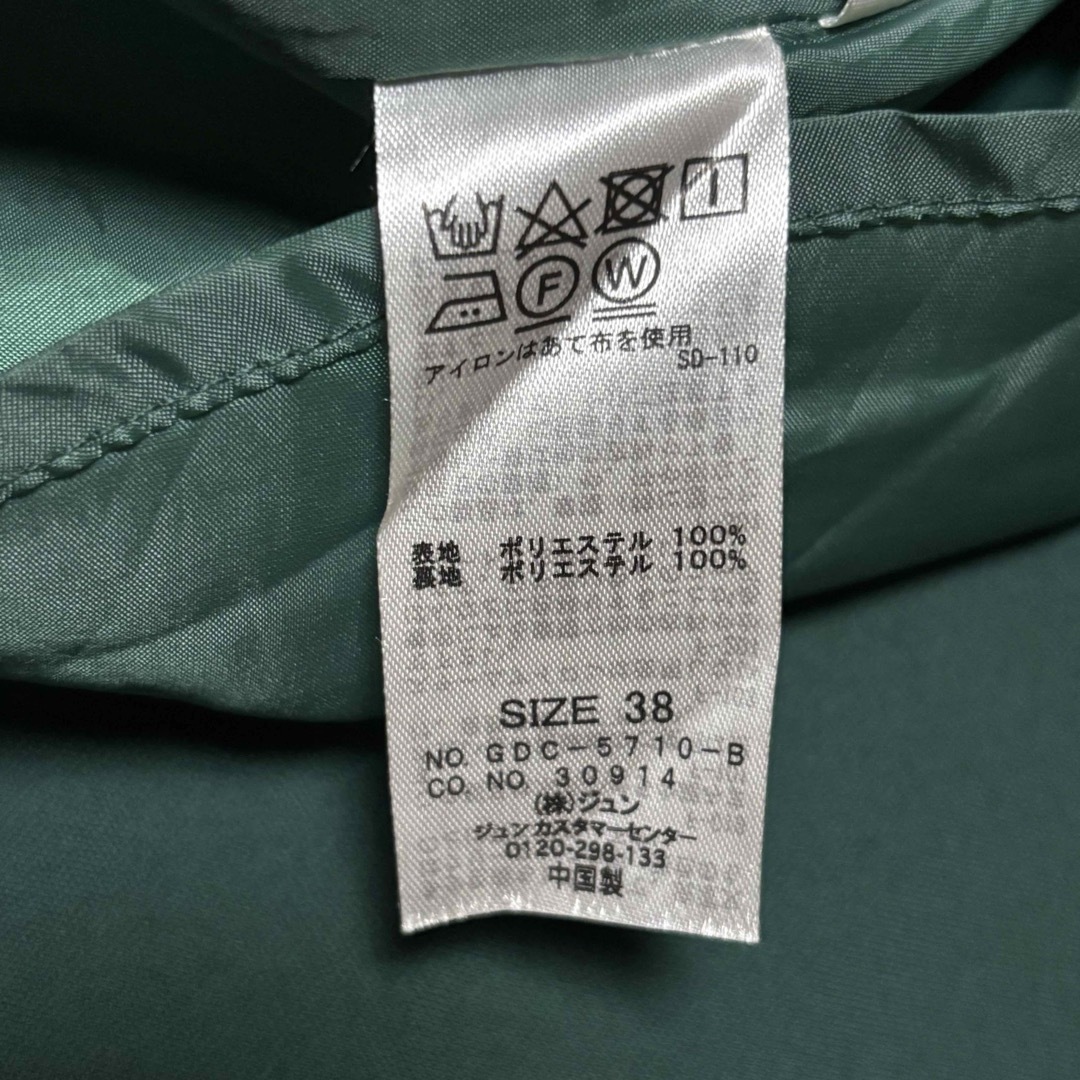 F W
アイロンはあて布を使用
SD-110
表地 ポリエステル 100%
裏地 ポリエステル 100%
SIZE 38
NO. GDC-5710-B
CO. NO. 30914
(株)ジュン
ジュンカスタマーセンター
0120-298-133
中国製